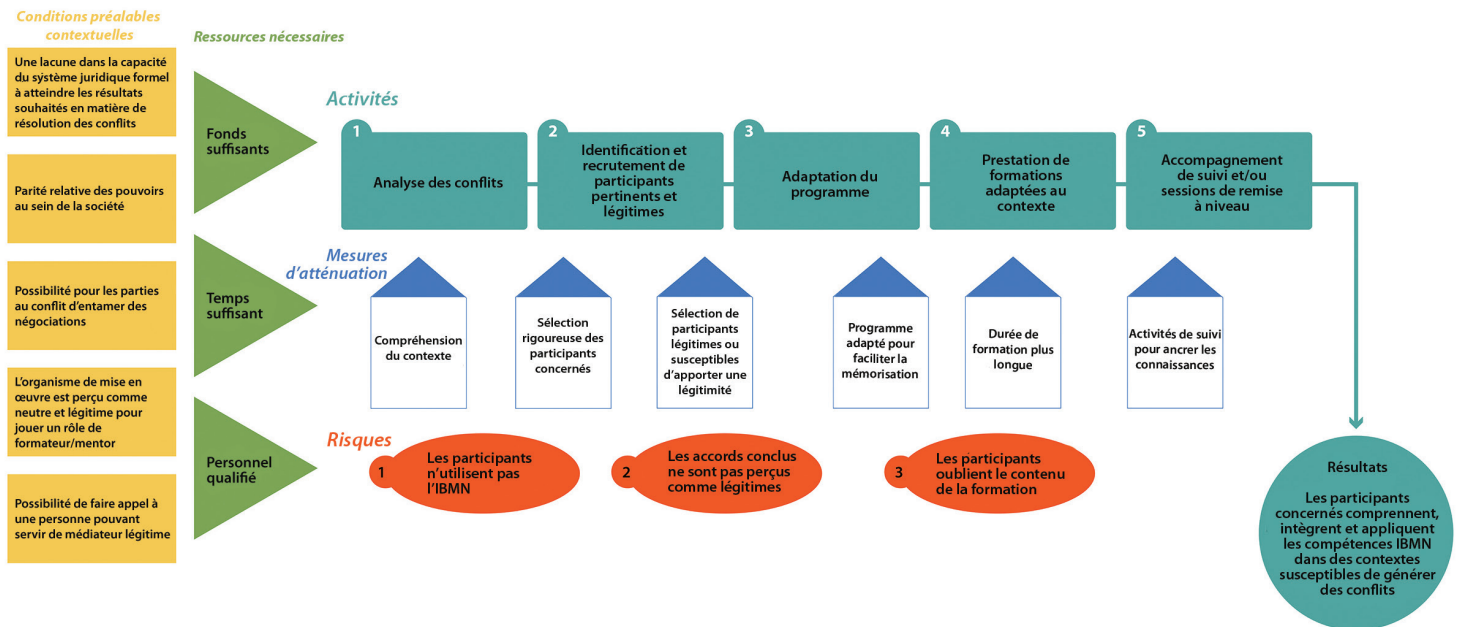 Conditions préalables
contextuelles
Une lacune dans la capacité
du système juridique formel
à atteindre les résultats
souhaités en matière de
résolution des conflits
Parité relative des pouvoirs
au sein de la société
Possibilité pour les parties
au conflit d'entamer des
négociations
L'organisme de mise en
œuvre est perçu comme
neutre et légitime pour
jouer un rôle de
formateur/mentor
Possibilité de faire appel à
une personne pouvant
servir de médiateur légitime
Ressources nécessaires
Fonds
suffisants
Temps
suffisant
Personnel
qualifié
Activités
1
Analyse des conflits
2
Identification et
recrutement de
participants
pertinents et
légitimes
3
Adaptation du
programme
4
Prestation de
formations
adaptées au
contexte
5
Accompagnement
de suivi et/ou
sessions de remise
à niveau
Mesures
d'atténuation
Compréhension
du contexte
Sélection
rigoureuse des
participants
concernés
Sélection de
participants
légitimes ou
susceptibles
d'apporter une
légitimité
Programme
adapté pour
faciliter la
mémorisation
Durée de
formation plus
longue
Activités de suivi
pour ancrer les
connaissances
Risques
1
Les participants
n'utilisent pas
l'IBMN
2
Les accords conclus
ne sont pas perçus
comme légitimes
3
Les participants
oublient le contenu
de la formation
Résultats
Les participants
concernés comprennent,
intègrent et appliquent
les compétences IBMN
dans des contextes
susceptibles de générer
des conflits